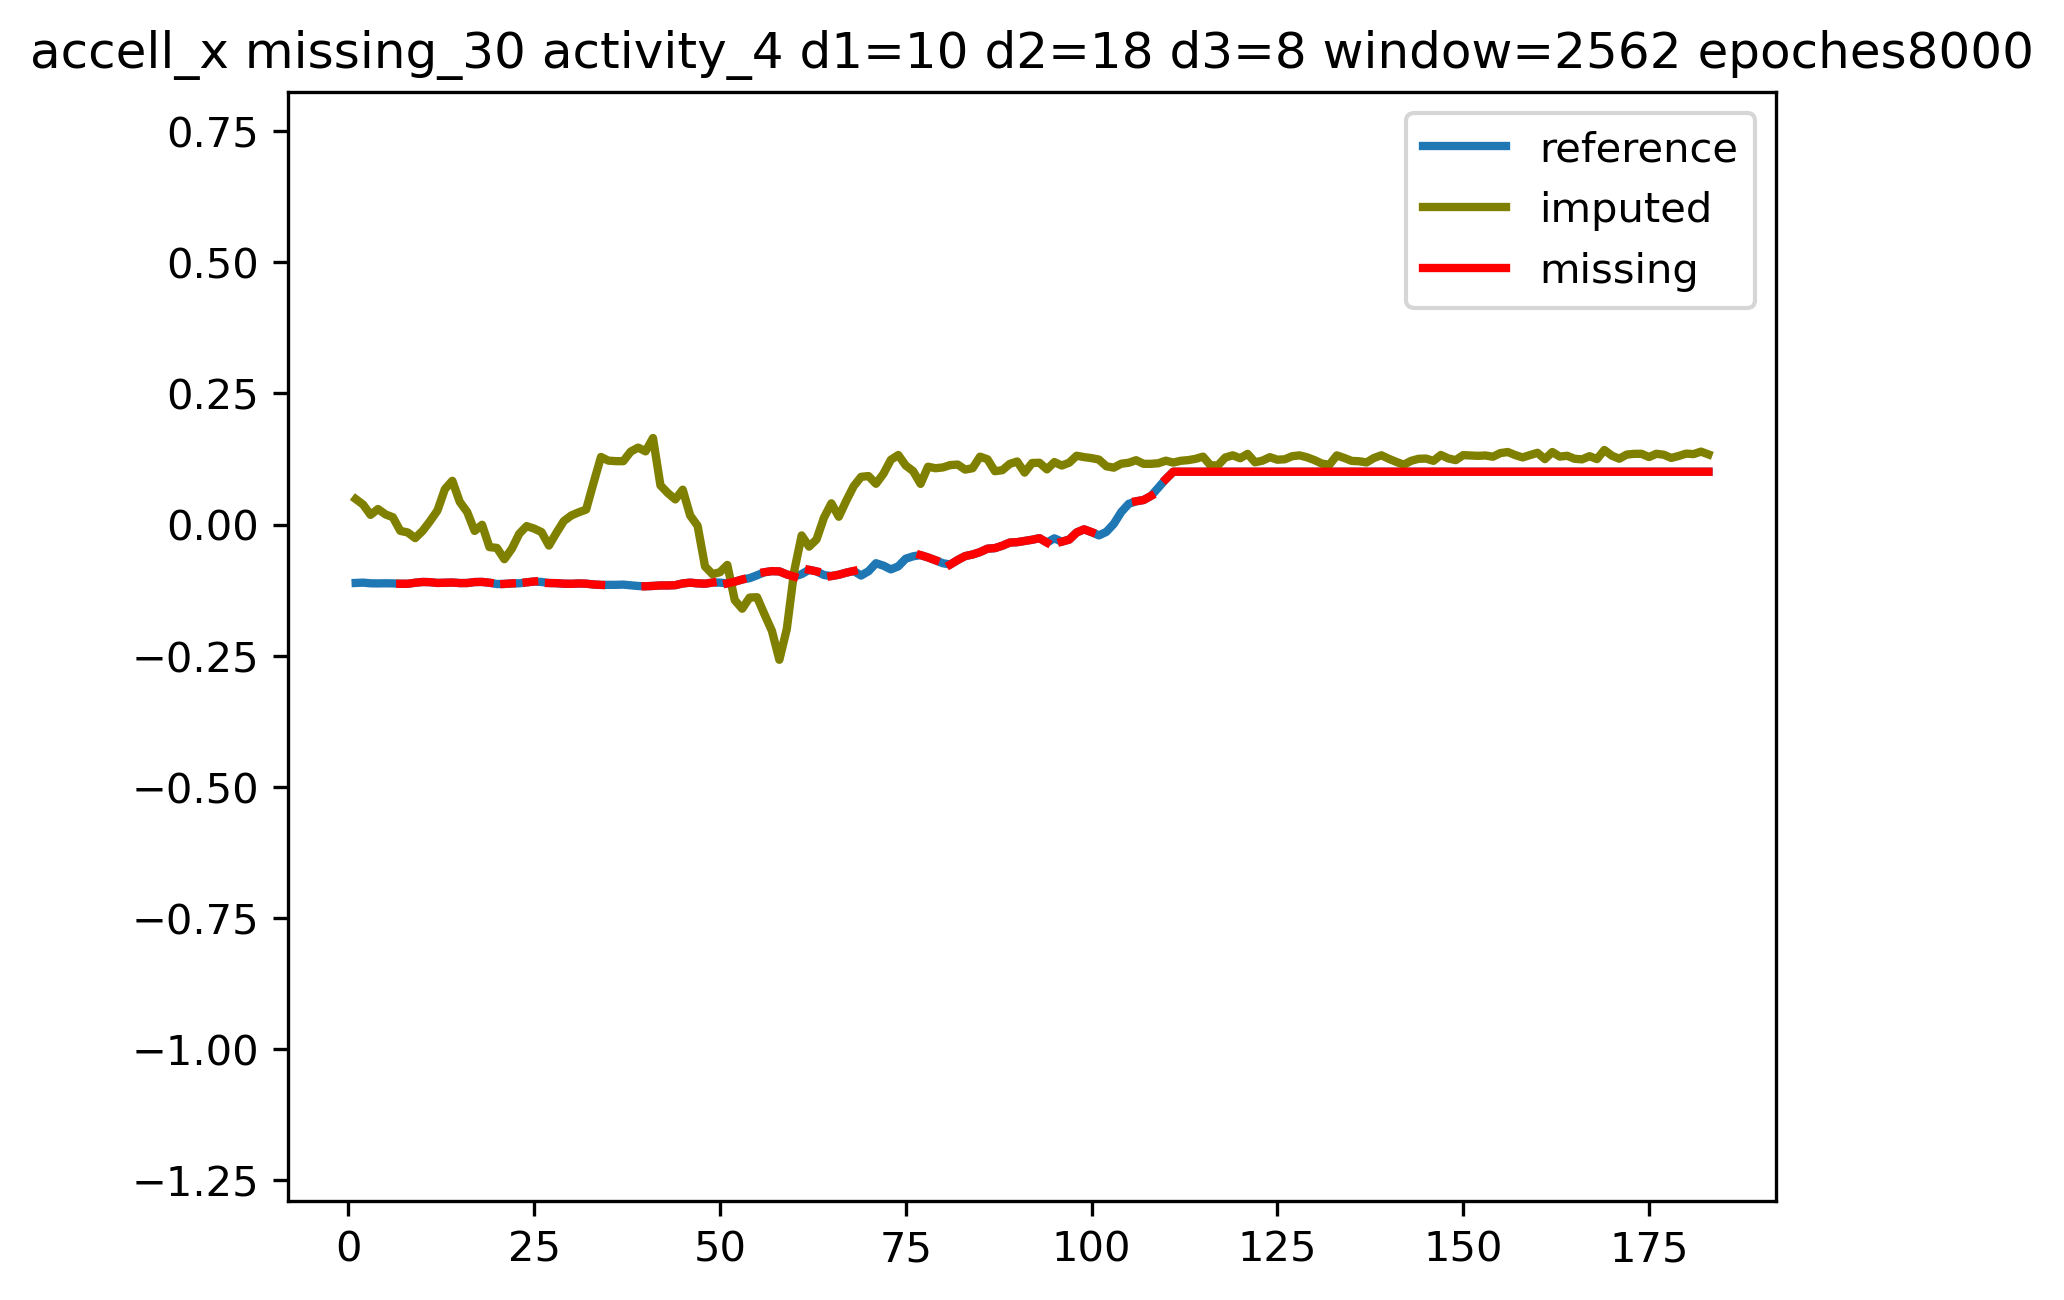 accell_x missing_30 activity_4 d1=10 d2=18 d3=8 window=2562 epoches8000
reference
imputed
missing
0.75
0.50
0.25
0.00
−0.25
−0.50
−0.75
−1.00
−1.25
0 25 50 75 100 125 150 175